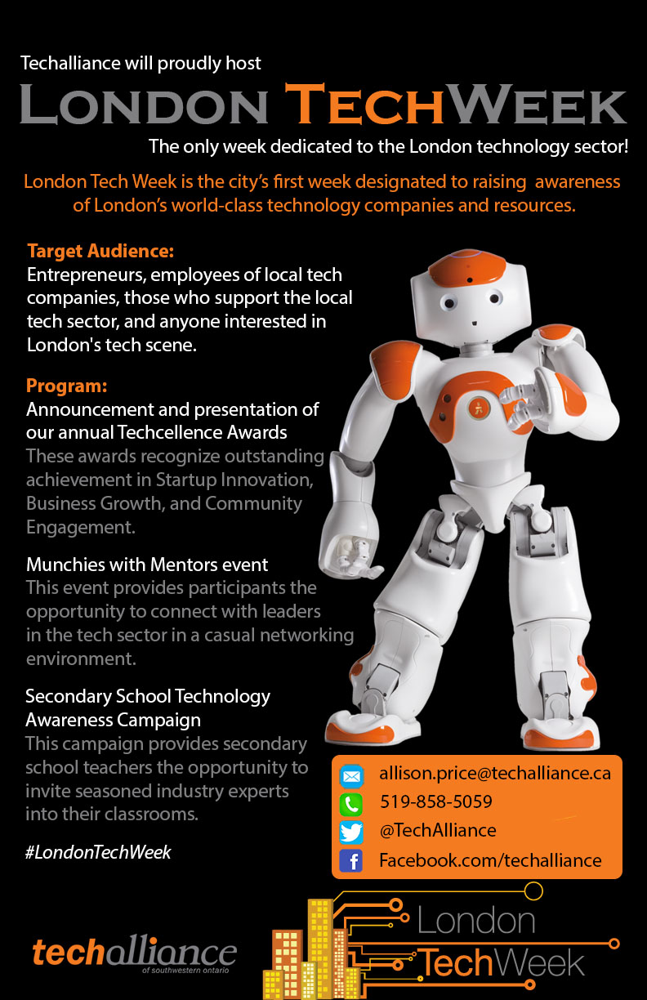 Techalliance will proudly host
LONDON TECHWEEK
The only week dedicated to the London technology sector!
London Tech Week is the city's first week designated to raising  awareness
of London's world-class technology companies and resources.
Target Audience:
Entrepreneurs, employees of local tech
companies, those who support the local
tech sector, and anyone interested in
London's tech scene.
Program:
Announcement and presentation of
our annual Techcellence Awards
These awards recognize outstanding
achievement in Startup Innovation,
Business Growth, and Community
Engagement.
Munchies with Mentors event
This event provides participants the
opportunity to connect with leaders
in the tech sector in a casual networking
environment.
Secondary School Technology
Awareness Campaign
This campaign provides secondary
school teachers the opportunity to
invite seasoned industry experts
into their classrooms.
#LondonTechWeek
allison.price@techalliance.ca
519-858-5059
@TechAlliance
Facebook.com/techalliance
techalliance
of southwestern ontario
London
TechWeek